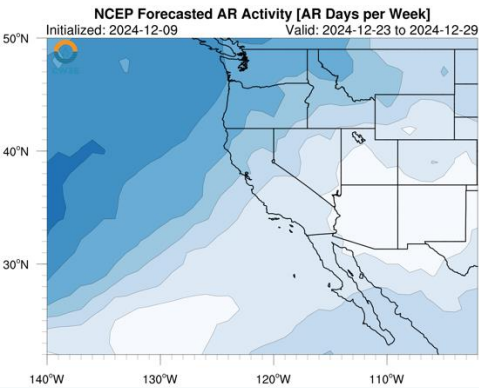 NCEP Forecasted AR Activity [AR Days per Week]
Initialized: 2024-12-09 Valid: 2024-12-23 to 2024-12-29
50°N
40°N
30°N
140°W 130°W 120°W 110°W